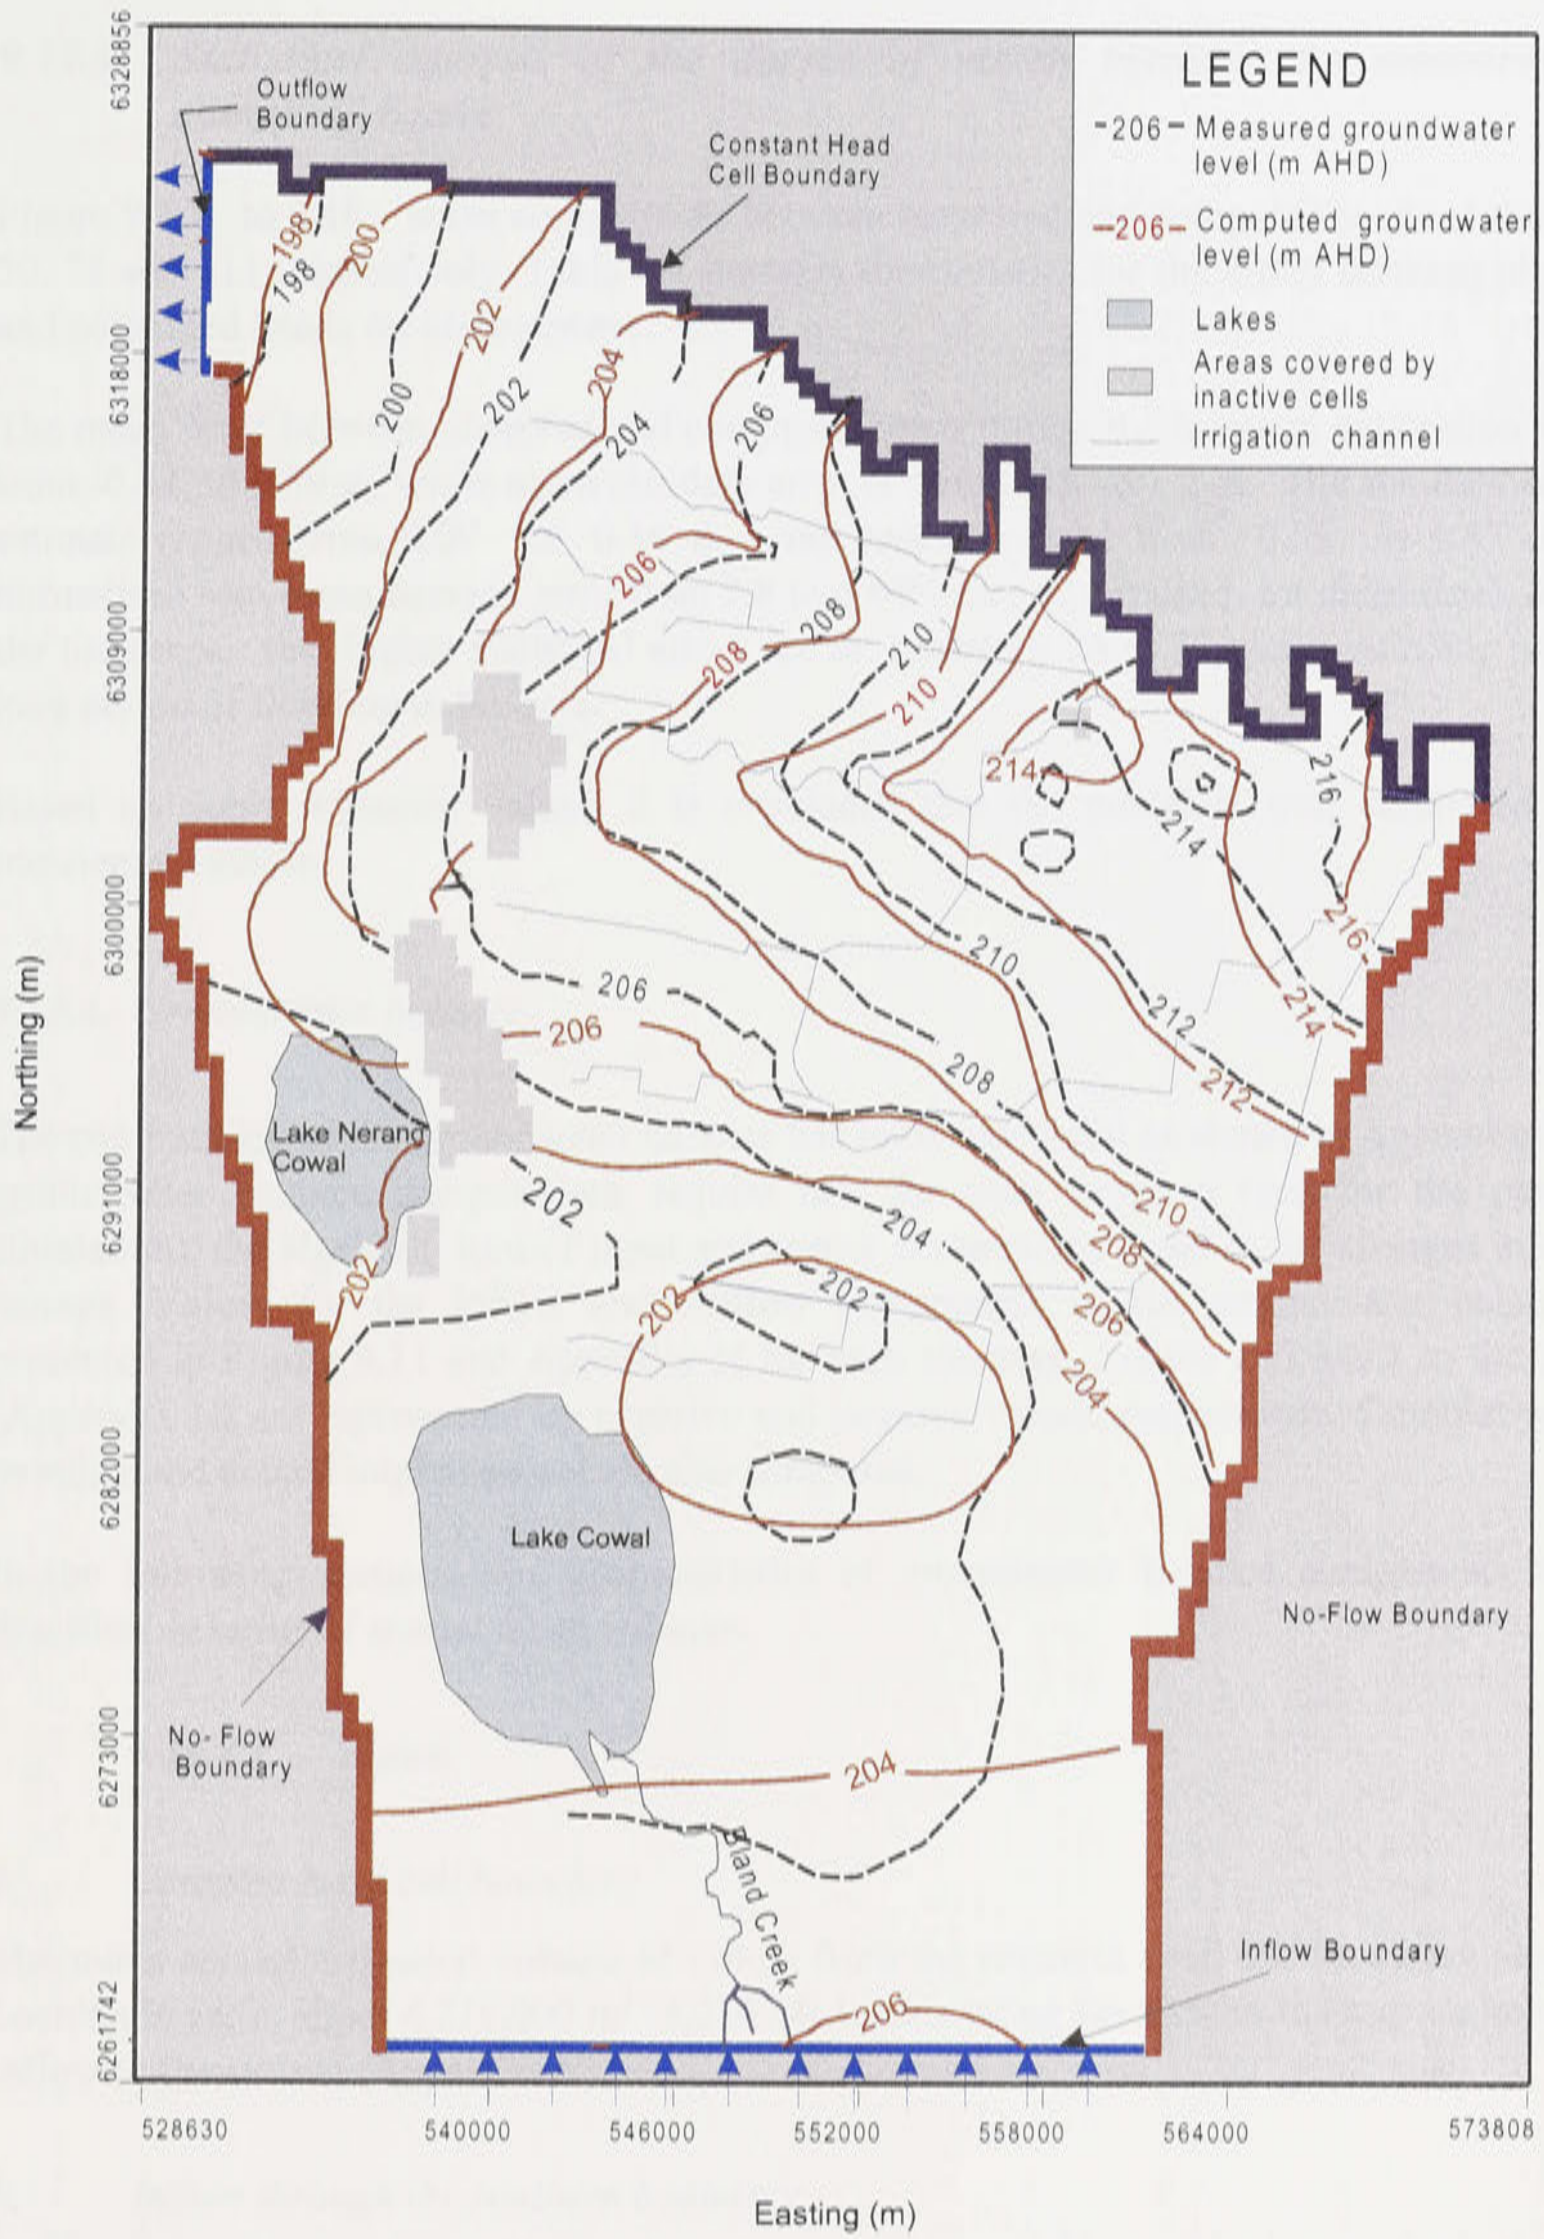 LEGEND
-206- Measured groundwater
level (m AHD)
-206- Computed groundwater
level (m AHD)
Lakes
Areas covered by
inactive cells
Irrigation channel
Outflow
Boundary
Constant Head
Cell Boundary
6328856
6318000
6309000
6300000
6291000
6282000
6273000
6261742
Northing (m)
198
198
200
200
202
202
204
204
206
206
208
208
210
210
214
214
216
216
214
206
206
210
212
212
208
210
208
206
204
204
202
202
202
202
Lake Nerang
Cowal
Lake Cowal
No-Flow Boundary
No- Flow
Boundary
204
Bland Creek
Inflow Boundary
206
528630
540000
546000
552000
558000
564000
573808
Easting (m)